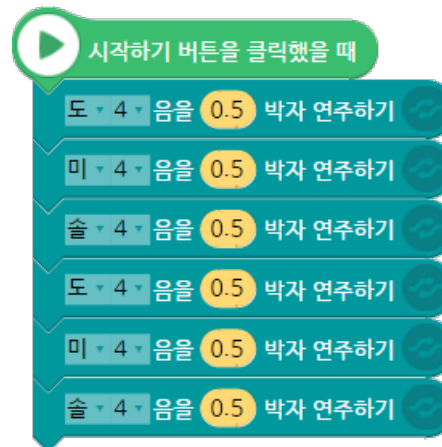 시작하기 버튼을 클릭했을 때
도 4 음을 0.5 박자 연주하기
미 4 음을 0.5 박자 연주하기
솔 4 음을 0.5 박자 연주하기
도 4 음을 0.5 박자 연주하기
미 4 음을 0.5 박자 연주하기
솔 4 음을 0.5 박자 연주하기